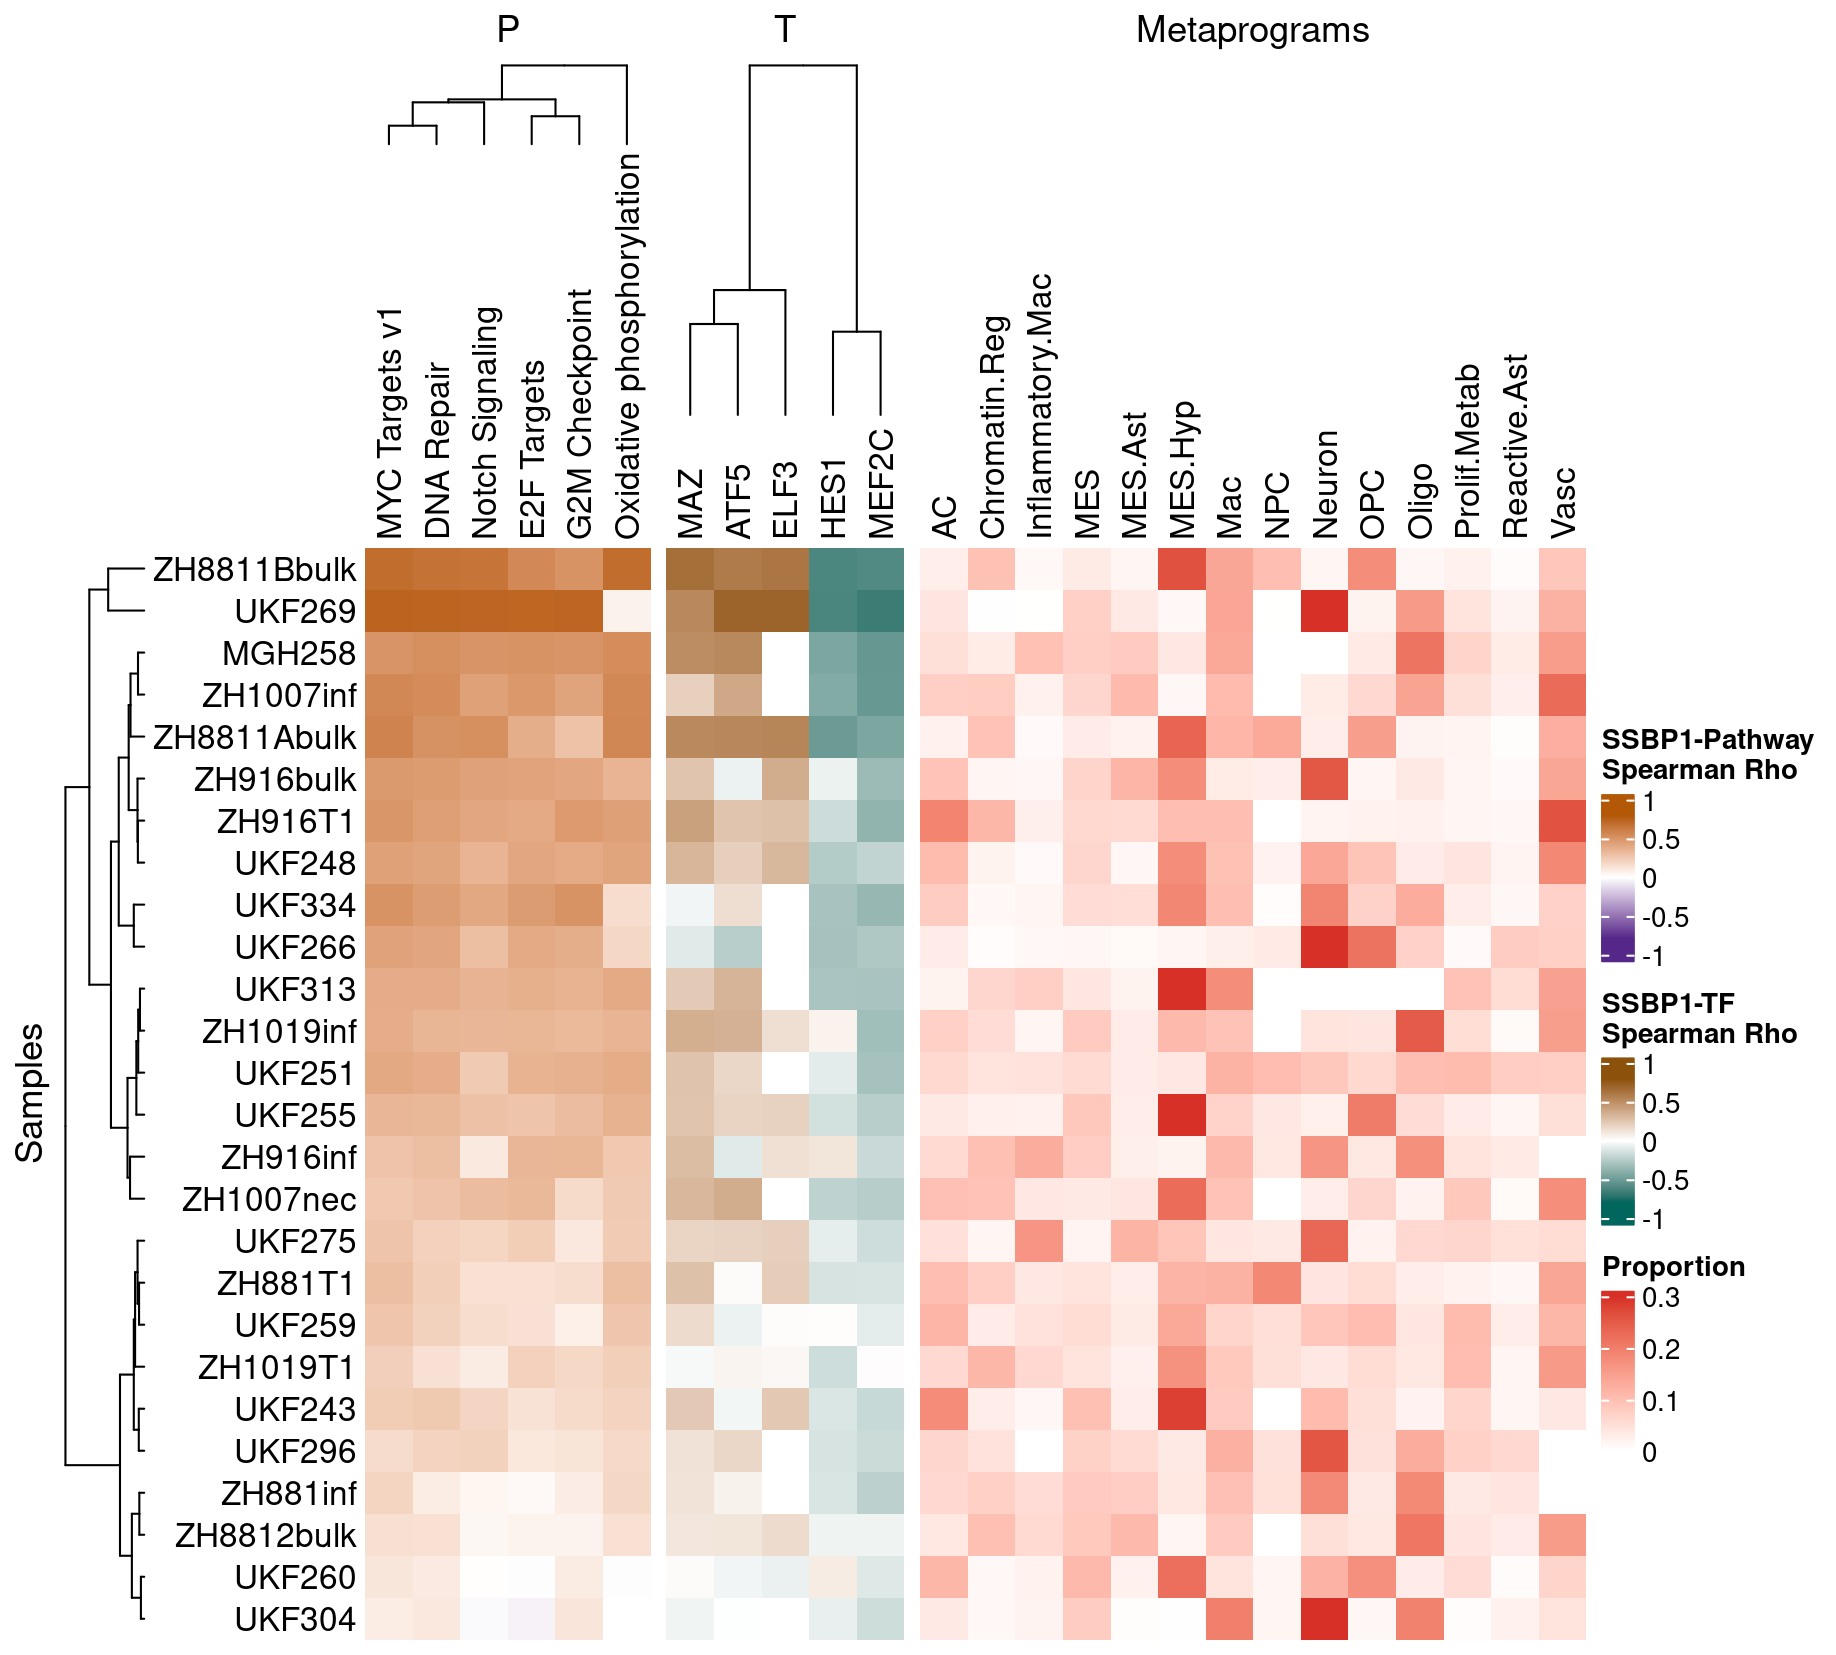 P
T
Metaprograms
MYC Targets v1
DNA Repair
Notch Signaling
E2F Targets
G2M Checkpoint
Oxidative phosphorylation
MAZ
ATF5
ELF3
HES1
MEF2C
AC
Chromatin.Reg
Inflammatory.Mac
MES
MES.Ast
MES.Hyp
Mac
NPC
Neuron
OPC
Oligo
Prolif.Metab
Reactive.Ast
Vasc
Samples
ZH8811Bbulk
UKF269
MGH258
ZH1007inf
ZH8811Abulk
ZH916bulk
ZH916T1
UKF248
UKF334
UKF266
UKF313
ZH1019inf
UKF251
UKF255
ZH916inf
ZH1007nec
UKF275
ZH881T1
UKF259
ZH1019T1
UKF243
UKF296
ZH881inf
ZH8812bulk
UKF260
UKF304
SSBP1-Pathway
Spearman Rho
1
0.5
0
-0.5
-1
SSBP1-TF
Spearman Rho
1
0.5
0
-0.5
-1
Proportion
0.3
0.2
0.1
0